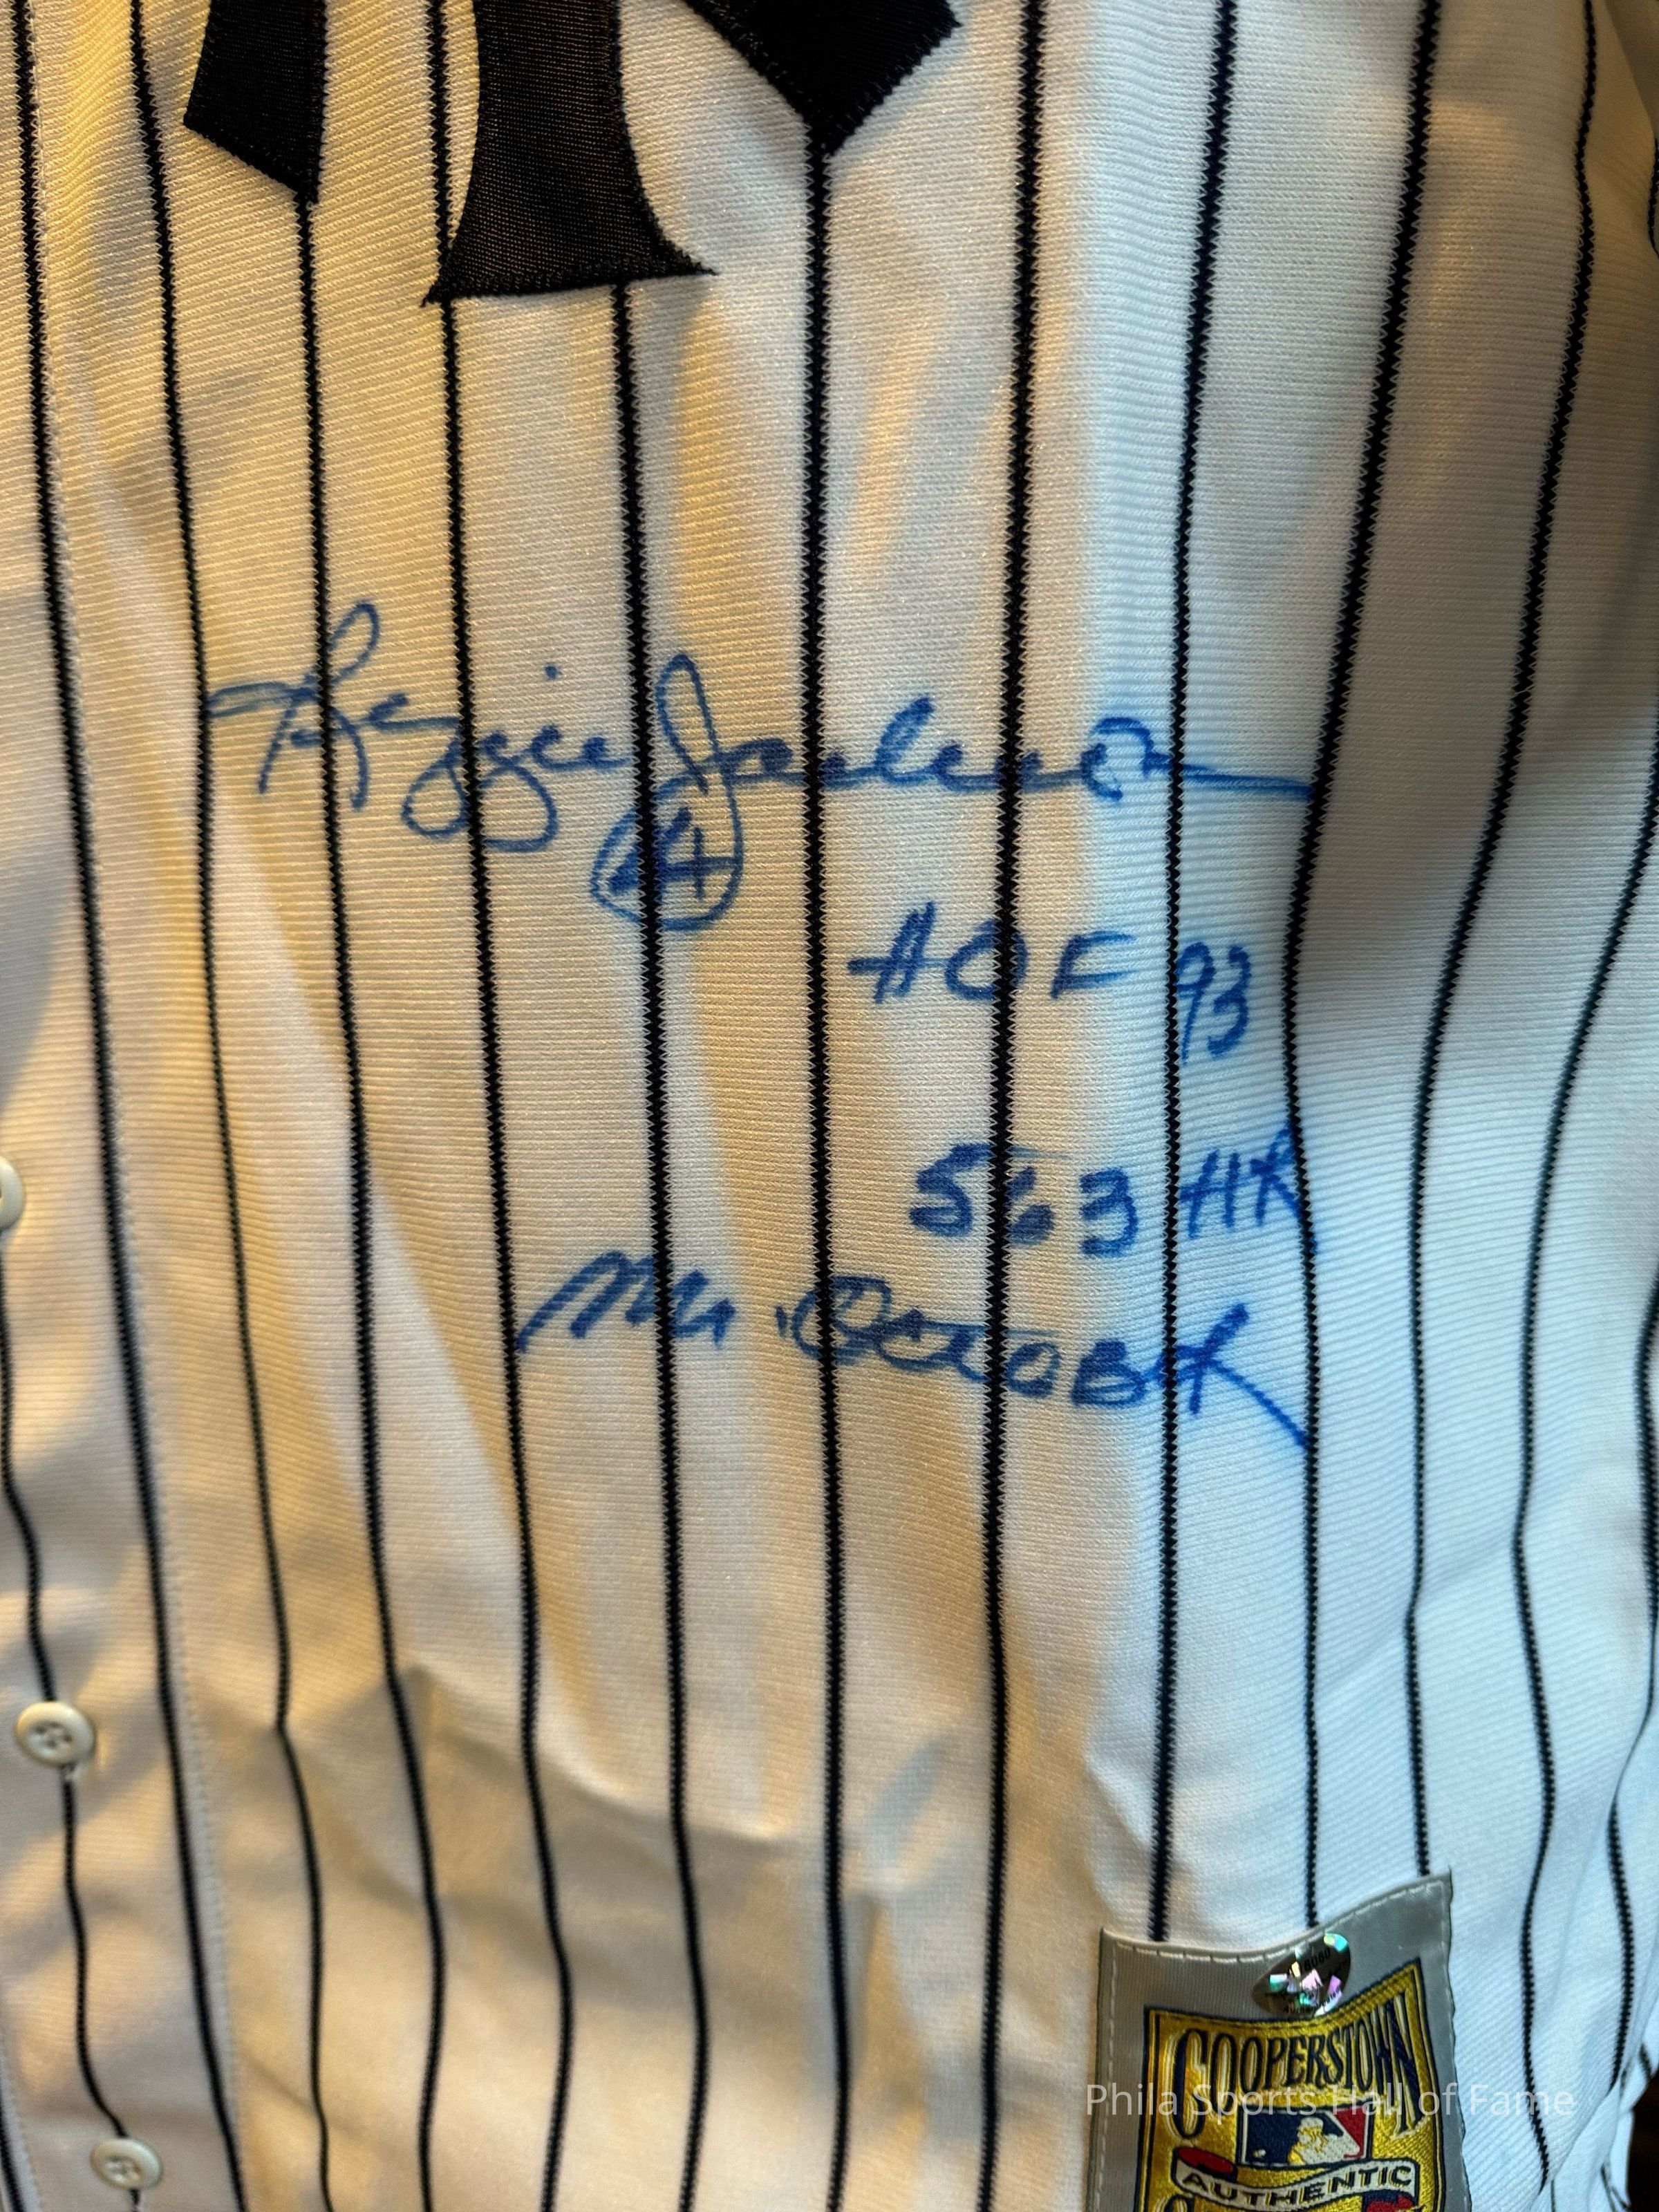 Reggie Jackson
44
HOF 93
563 HR
Mr. OCTOBER
COOPERSTOWN
AUTHENTIC
Phila Sports Hall of Fame